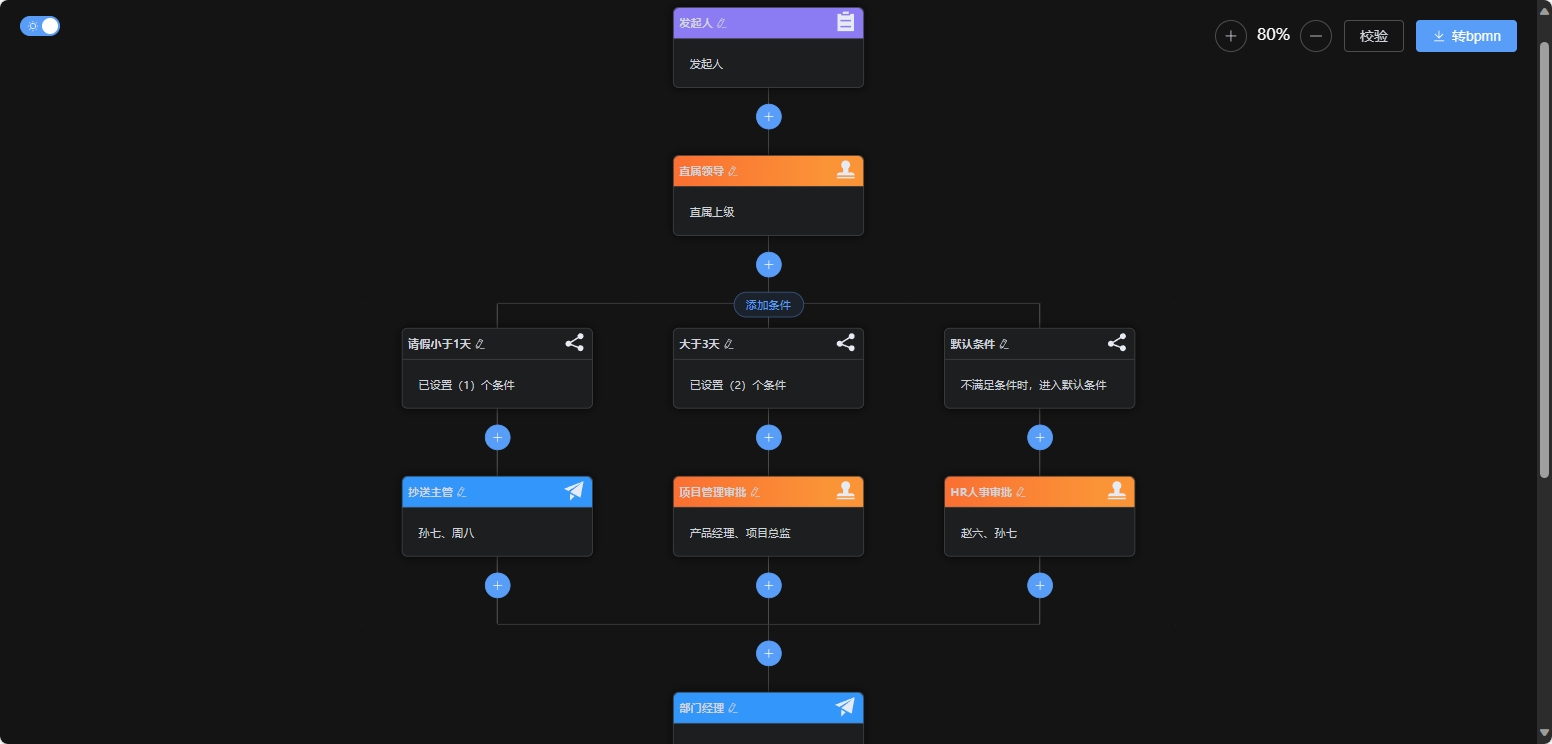 发起人
80%
校验
转bpmn
发起人
直属领导
直属上级
添加条件
请假小于1天
大于3天
默认条件
已设置（1）个条件
已设置（2）个条件
不满足条件时，进入默认条件
抄送主管
项目管理审批
HR人事审批
孙七、周八
产品经理、项目总监
赵六、孙七
部门经理